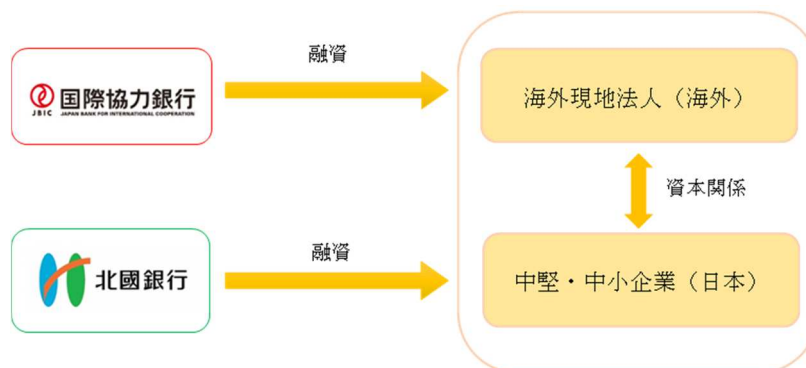 融資
国際協力銀行
JBIC
JAPAN BANK FOR INTERNATIONAL COOPERATION
海外現地法人（海外）
資本関係
融資
北國銀行
中堅・中小企業（日本）